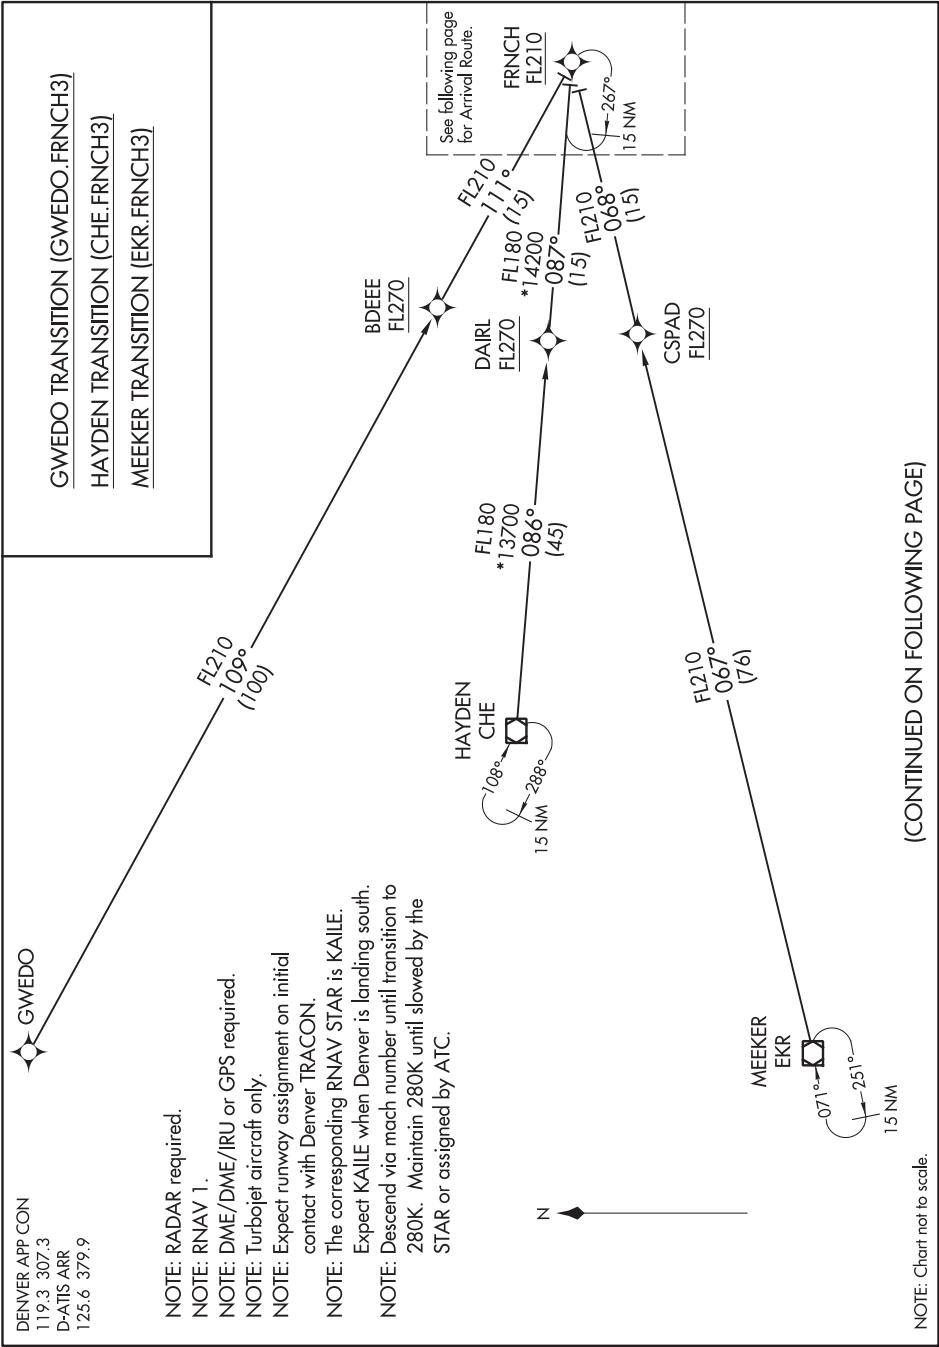 DENVER APP CON
119.3 307.3
D-ATIS ARR
125.6 379.9
GWEDO TRANSITION (GWEDO.FRNCH3)
HAYDEN TRANSITION (CHE.FRNCH3)
MEEKER TRANSITION (EKR.FRNCH3)
GWEDO
NOTE: RADAR required.
NOTE: RNAV 1.
NOTE: DME/DME/IRU or GPS required.
NOTE: Turbojet aircraft only.
NOTE: Expect runway assignment on initial
contact with Denver TRACON.
NOTE: The corresponding RNAV STAR is KAILE.
Expect KAILE when Denver is landing south.
NOTE: Descend via mach number until transition to
280K. Maintain 280K until slowed by the
STAR or assigned by ATC.
FL210
109°
(100)
BDEEE
FL270
FL210
111°
(15)
See following page
for Arrival Route.
FRNCH
FL210
267°
15 NM
HAYDEN
CHE
108°
288°
15 NM
FL180
*13700
086°
(45)
DAIRL
FL270
FL180
*14200
087°
(15)
FL210
068°
(15)
CSPAD
FL270
FL210
067°
(76)
MEEKER
EKR
071°
251°
15 NM
N
NOTE: Chart not to scale.
(CONTINUED ON FOLLOWING PAGE)